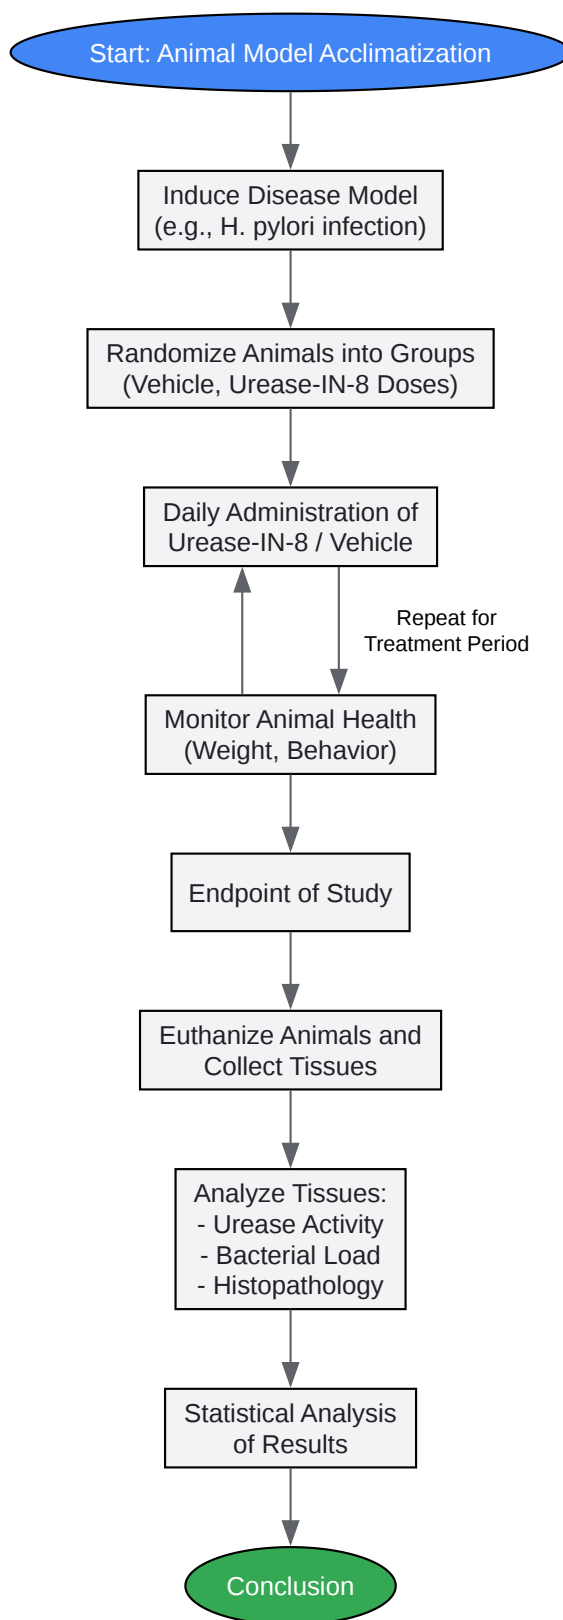 Start: Animal Model Acclimatization
Induce Disease Model
(e.g., H. pylori infection)
Randomize Animals into Groups
(Vehicle, Urease-IN-8 Doses)
Daily Administration of
Urease-IN-8 / Vehicle
Repeat for
Treatment Period
Monitor Animal Health
(Weight, Behavior)
Endpoint of Study
Euthanize Animals and
Collect Tissues
Analyze Tissues:
- Urease Activity
- Bacterial Load
- Histopathology
Statistical Analysis
of Results
Conclusion